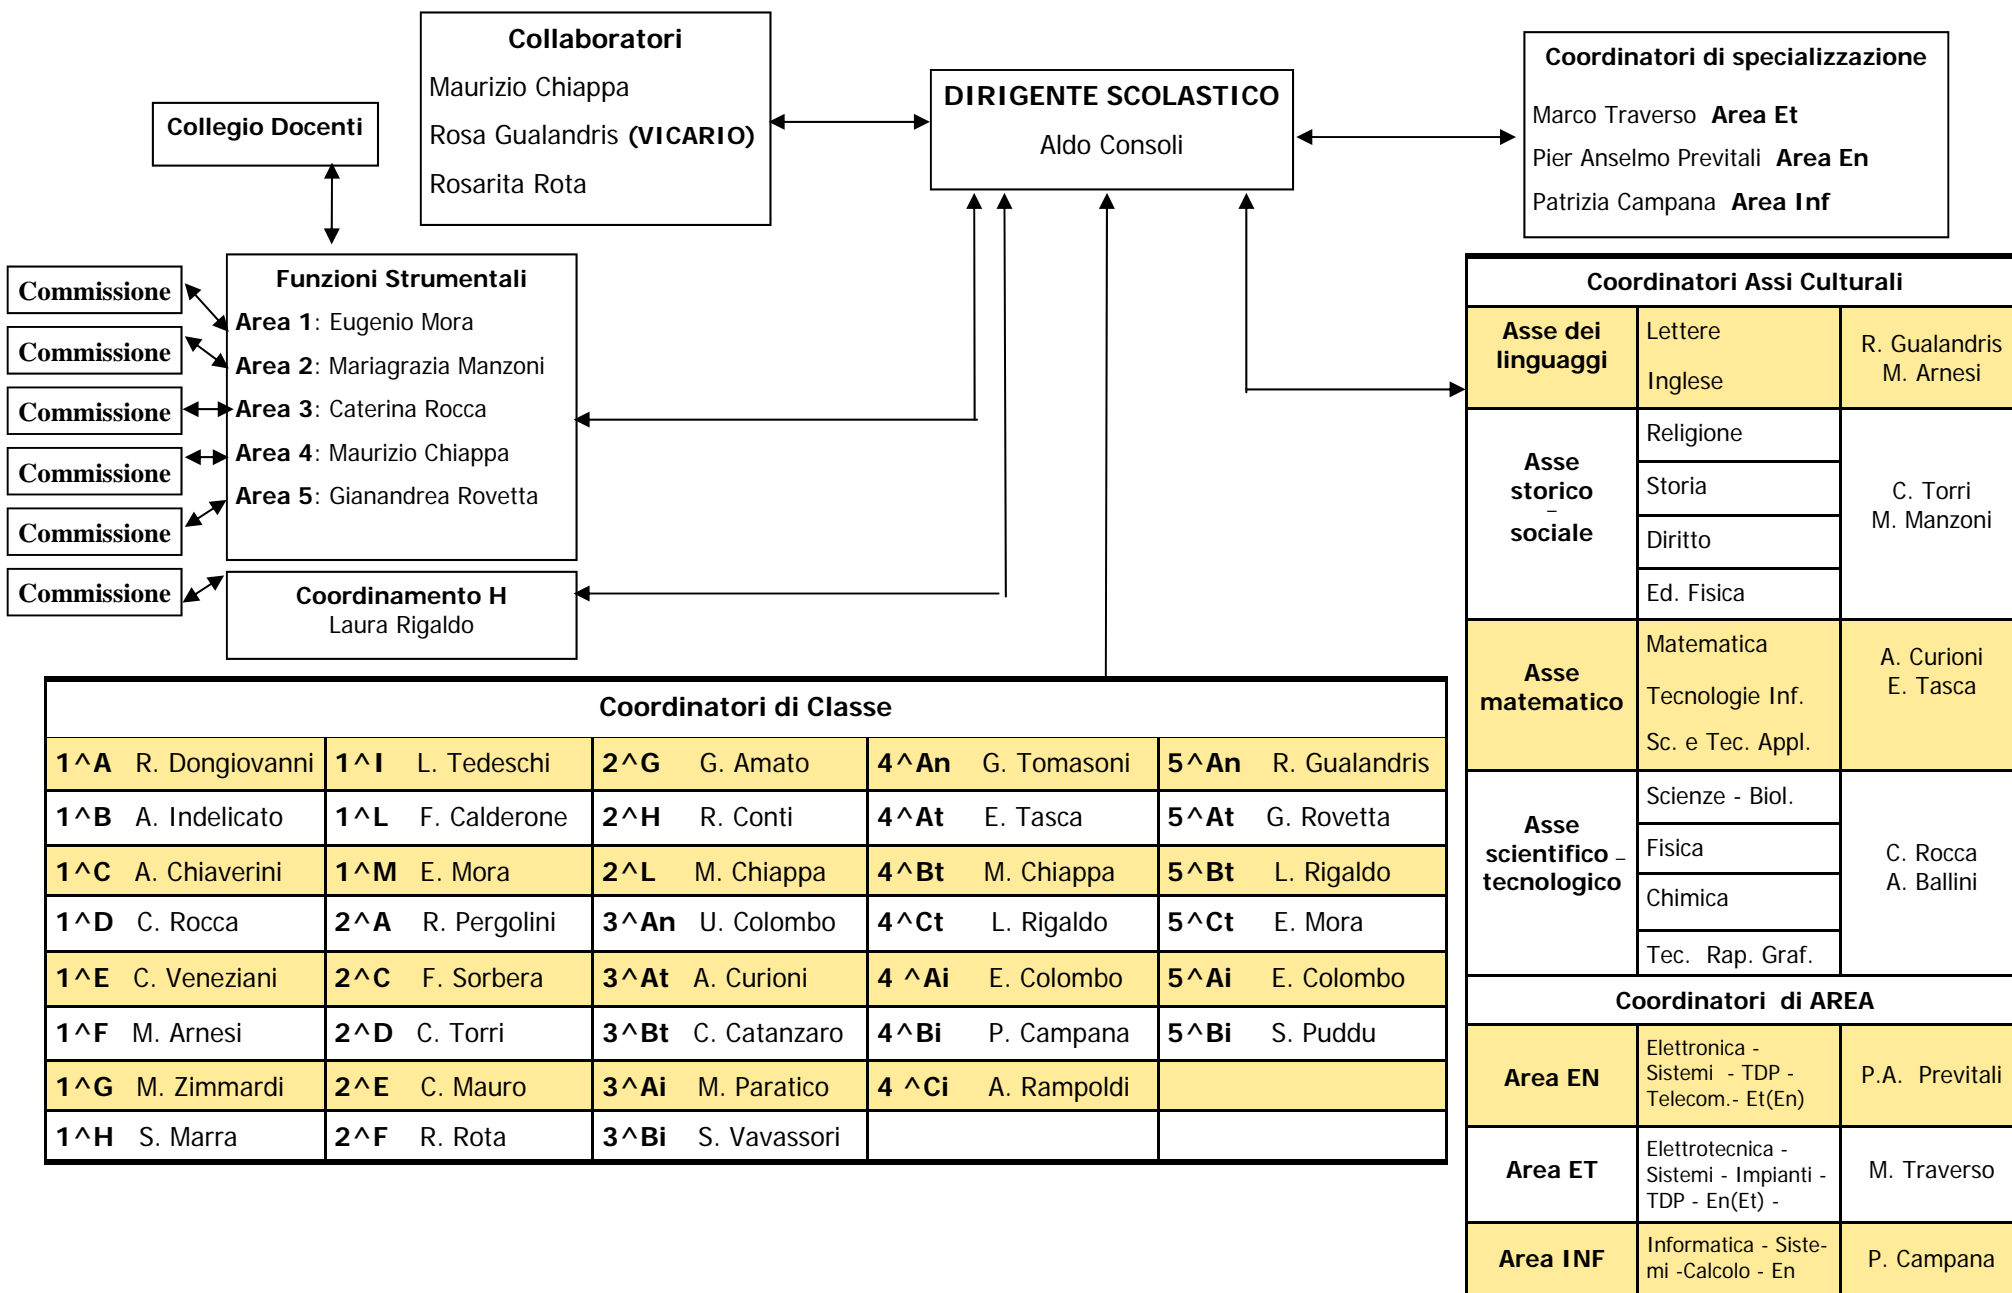 Collaboratori
Maurizio Chiappa
Rosa Gualandris (VICARIO)
Rosarita Rota
DIRIGENTE SCOLASTICO
Aldo Consoli
Coordinatori di specializzazione
Marco Traverso Area Et
Pier Anselmo Previtali Area En
Patrizia Campana Area Inf
Collegio Docenti
Commissione
Commissione
Commissione
Commissione
Commissione
Commissione
Funzioni Strumentali
Area 1: Eugenio Mora
Area 2: Mariagrazia Manzoni
Area 3: Caterina Rocca
Area 4: Maurizio Chiappa
Area 5: Gianandrea Rovetta
Coordinamento H
Laura Rigaldo
Coordinatori di Classe
1^A R. Dongiovanni 1^I L. Tedeschi 2^G G. Amato 4^An G. Tomasoni 5^An R. Gualandris
1^B A. Indelicato 1^L F. Calderone 2^H R. Conti 4^At E. Tasca 5^At G. Rovetta
1^C A. Chiaverini 1^M E. Mora 2^L M. Chiappa 4^Bt M. Chiappa 5^Bt L. Rigaldo
1^D C. Rocca 2^A R. Pergolini 3^An U. Colombo 4^Ct L. Rigaldo 5^Ct E. Mora
1^E C. Veneziani 2^C F. Sorbera 3^At A. Curioni 4 ^Ai E. Colombo 5^Ai E. Colombo
1^F M. Arnesi 2^D C. Torri 3^Bt C. Catanzaro 4^Bi P. Campana 5^Bi S. Puddu
1^G M. Zimmardi 2^E C. Mauro 3^Ai M. Paratico 4 ^Ci A. Rampoldi
1^H S. Marra 2^F R. Rota 3^Bi S. Vavassori
Coordinatori Assi Culturali
Asse dei
linguaggi
Lettere
Inglese
R. Gualandris
M. Arnesi
Asse
storico
–
sociale
Religione
Storia
Diritto
Ed. Fisica
C. Torri
M. Manzoni
Asse
matematico
Matematica
Tecnologie Inf.
Sc. e Tec. Appl.
A. Curioni
E. Tasca
Asse
scientifico –
tecnologico
Scienze - Biol.
Fisica
Chimica
Tec. Rap. Graf.
C. Rocca
A. Ballini
Coordinatori di AREA
Area EN
Elettronica -
Sistemi - TDP -
Telecom.- Et(En)
P.A. Previtali
Area ET
Elettrotecnica -
Sistemi - Impianti -
TDP - En(Et) -
M. Traverso
Area INF
Informatica - Siste-
mi -Calcolo - En
P. Campana